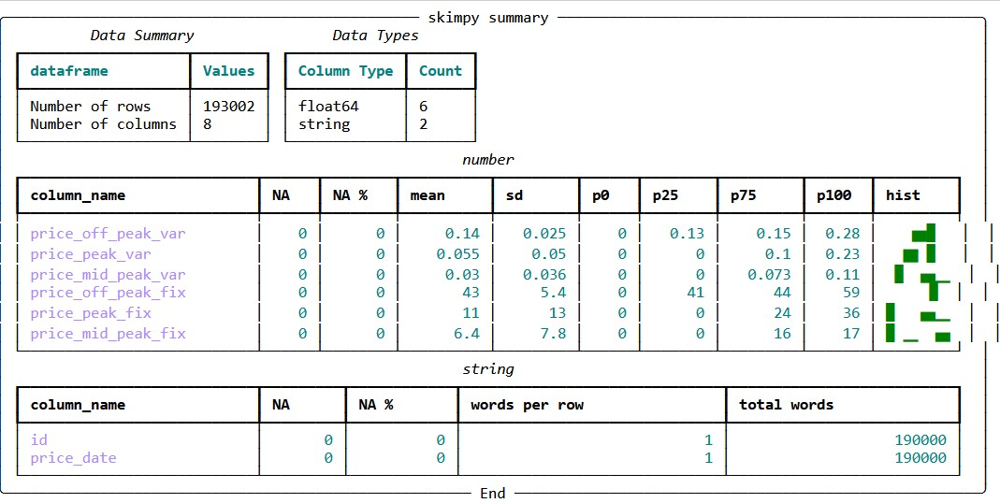 skimpy summary
Data Summary Data Types
dataframe Values Column Type Count
Number of rows 193002 float64 6
Number of columns 8 string 2
number
column_name NA NA % mean sd p0 p25 p75 p100 hist
price_off_peak_var 0 0 0.14 0.025 0 0.13 0.15 0.28
price_peak_var 0 0 0.055 0.05 0 0 0.1 0.23
price_mid_peak_var 0 0 0.03 0.036 0 0 0.073 0.11
price_off_peak_fix 0 0 43 5.4 0 41 44 59
price_peak_fix 0 0 11 13 0 0 24 36
price_mid_peak_fix 0 0 6.4 7.8 0 0 16 17
string
column_name NA NA % words per row total words
id 0 0 1 190000
price_date 0 0 1 190000
End